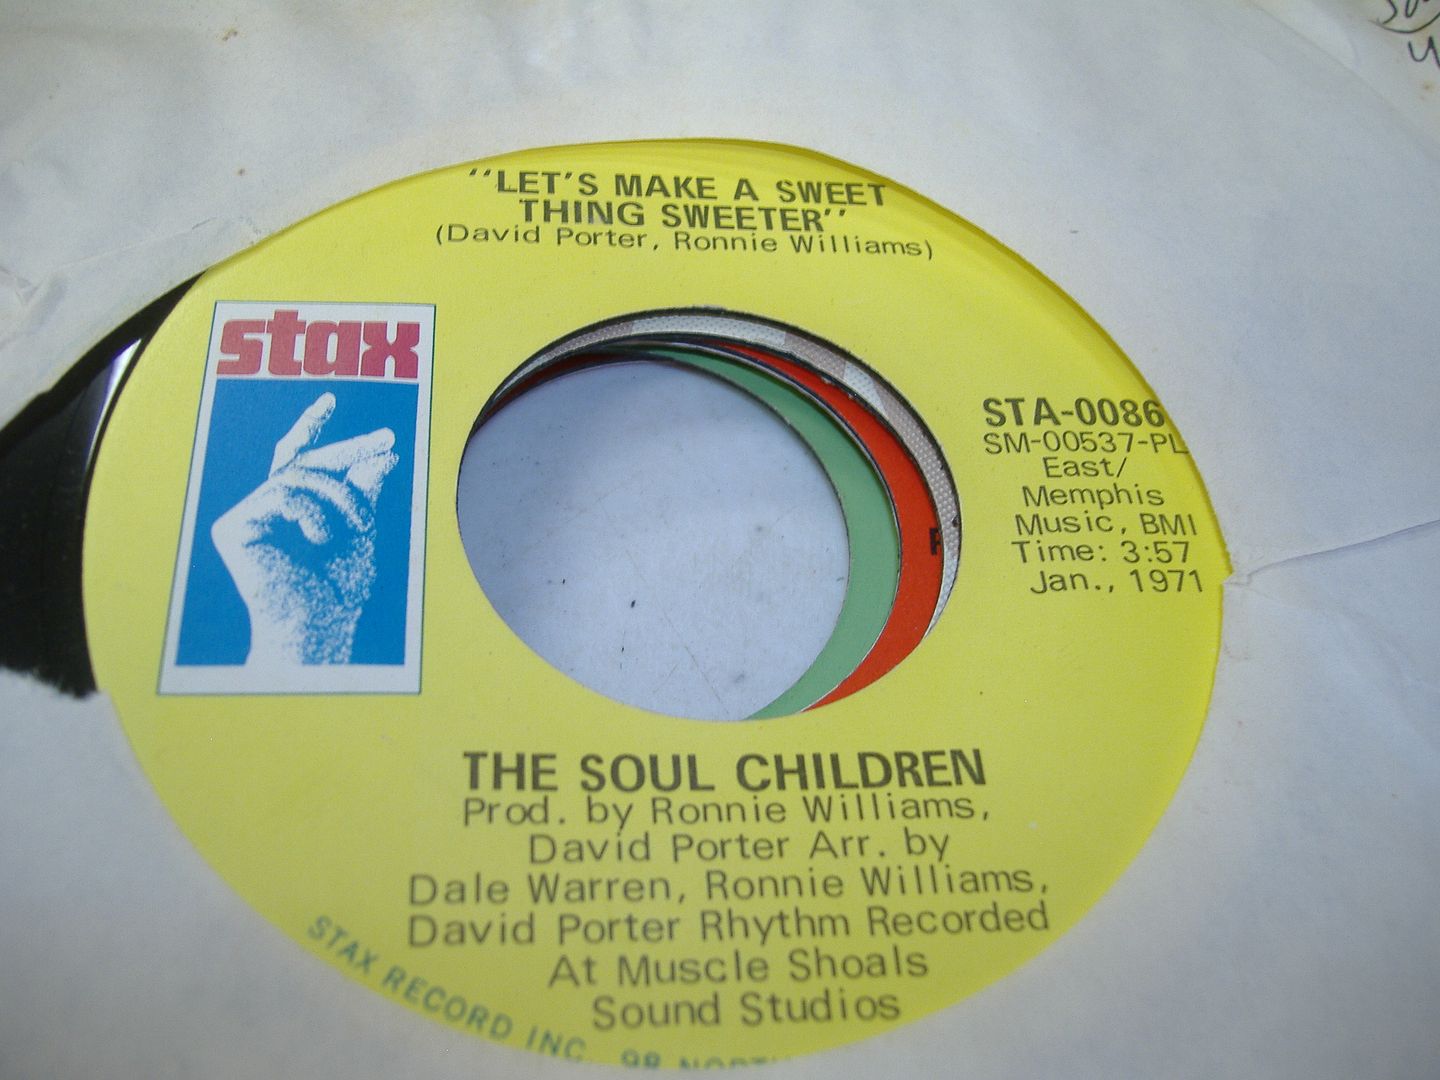 "LET'S MAKE A SWEET
THING SWEETER"
(David Porter, Ronnie Williams)
stax
STA-0086
SM-00537-PL
East/
Memphis
Music, BMI
Time: 3:57
Jan., 1971
THE SOUL CHILDREN
Prod. by Ronnie Williams,
David Porter Arr. by
Dale Warren, Ronnie Williams,
David Porter Rhythm Recorded
At Muscle Shoals
Sound Studios
STAX RECORD INC. 98 NORTH